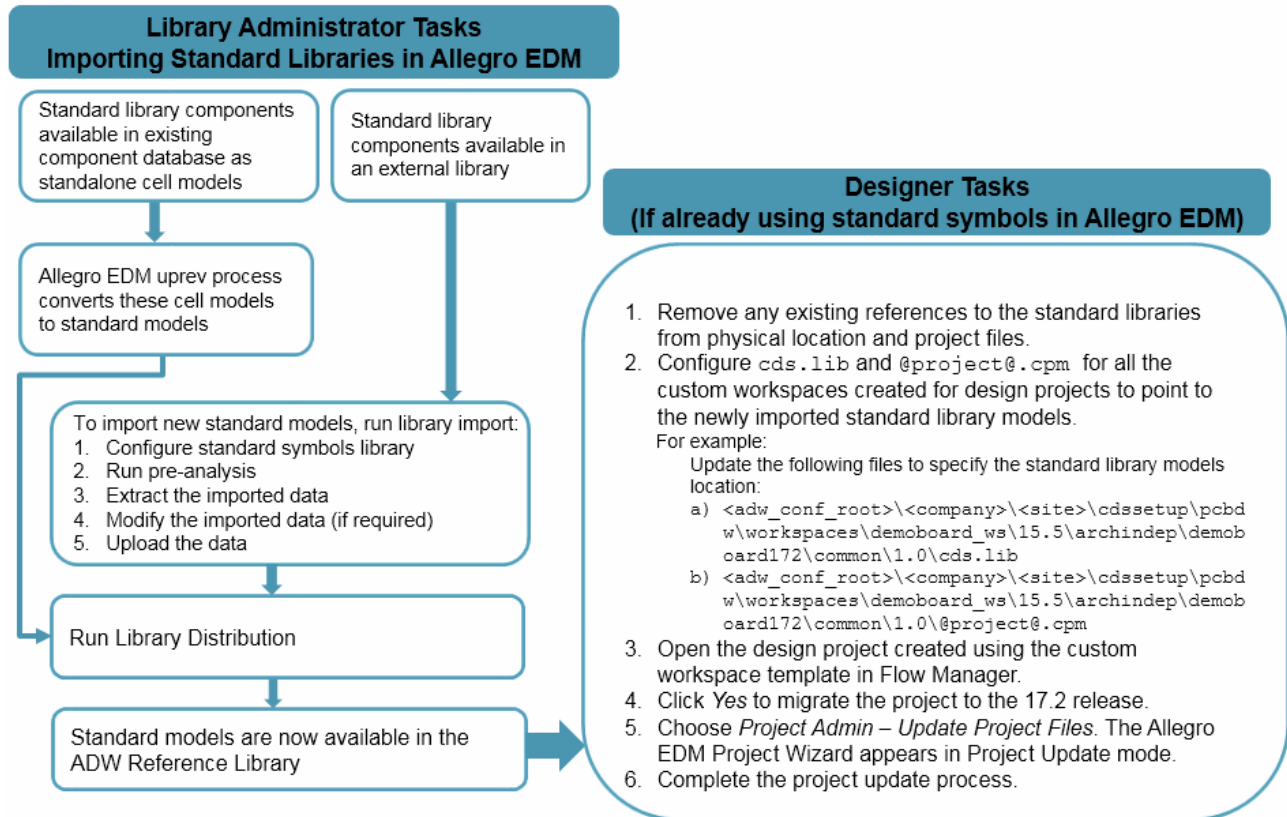 Library Administrator Tasks
Importing Standard Libraries in Allegro EDM
Standard library components
available in existing
component database as
standalone cell models
Standard library
components available in
an external library
Allegro EDM uprev process
converts these cell models
to standard models
To import new standard models, run library import:
1. Configure standard symbols library
2. Run pre-analysis
3. Extract the imported data
4. Modify the imported data (if required)
5. Upload the data
Run Library Distribution
Standard models are now available in the
ADW Reference Library
Designer Tasks
(If already using standard symbols in Allegro EDM)
1. Remove any existing references to the standard libraries
from physical location and project files.
2. Configure cds.lib and @project@.cpm for all the
custom workspaces created for design projects to point to
the newly imported standard library models.
For example:
Update the following files to specify the standard library models
location:
a) <adw_conf_root>\<company>\<site>\cdssetup\pcbd
w\workspaces\demoboard_ws\15.5\archindep\demob
oard172\common\1.0\cds.lib
b) <adw_conf_root>\<company>\<site>\cdssetup\pcbd
w\workspaces\demoboard_ws\15.5\archindep\demob
oard172\common\1.0\@project@.cpm
3. Open the design project created using the custom
workspace template in Flow Manager.
4. Click Yes to migrate the project to the 17.2 release.
5. Choose Project Admin – Update Project Files. The Allegro
EDM Project Wizard appears in Project Update mode.
6. Complete the project update process.